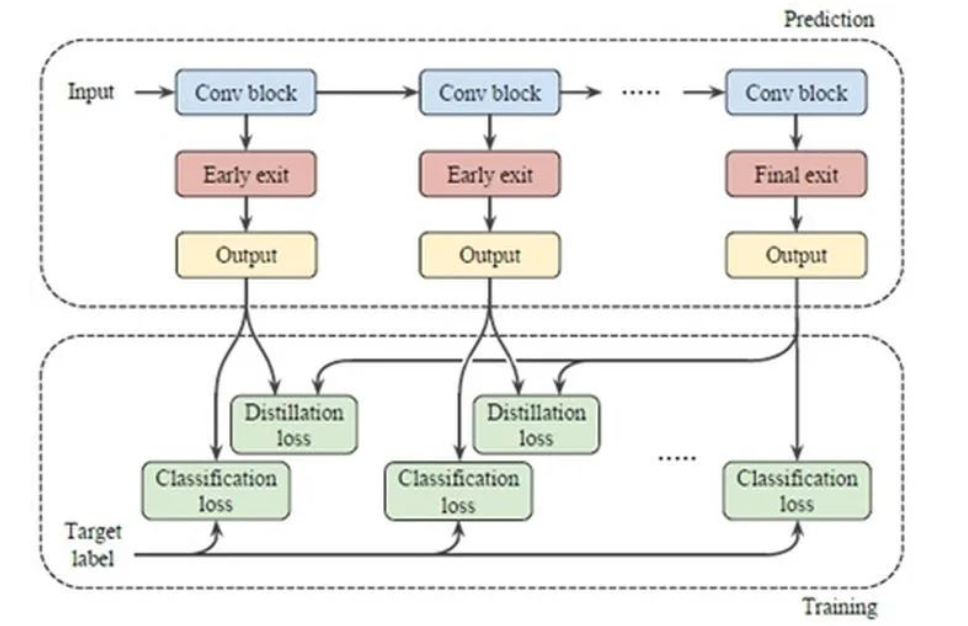 Prediction
Input
Conv block
Conv block
.....
Conv block
Early exit
Early exit
Final exit
Output
Output
Output
Distillation
loss
Distillation
loss
.....
Classification
loss
Classification
loss
Classification
loss
Target
label
Training